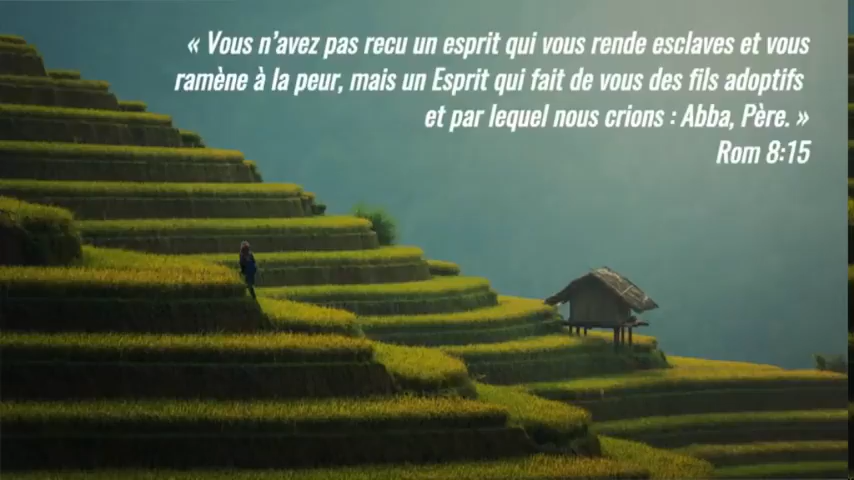 « Vous n'avez pas recu un esprit qui vous rende esclaves et vous
ramène à la peur, mais un Esprit qui fait de vous des fils adoptifs
et par lequel nous crions : Abba, Père. »
Rom 8:15